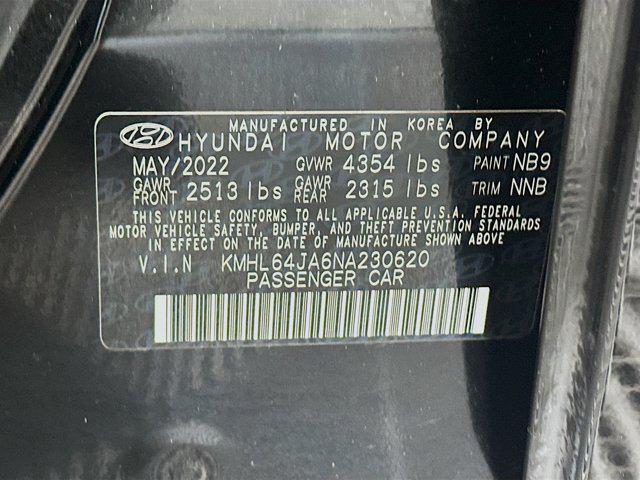 MANUFACTURED IN KOREA BY
HYUNDAI MOTOR COMPANY
MAY/2022 GVWR 4354 lbs PAINT NB9
GAWR FRONT 2513 lbs GAWR REAR 2315 lbs TRIM NNB
THIS VEHICLE CONFORMS TO ALL APPLICABLE U.S.A. FEDERAL
MOTOR VEHICLE SAFETY, BUMPER, AND THEFT PREVENTION STANDARDS
IN EFFECT ON THE DATE OF MANUFACTURE SHOWN ABOVE
V.I.N KMHL64JA6NA230620
PASSENGER CAR